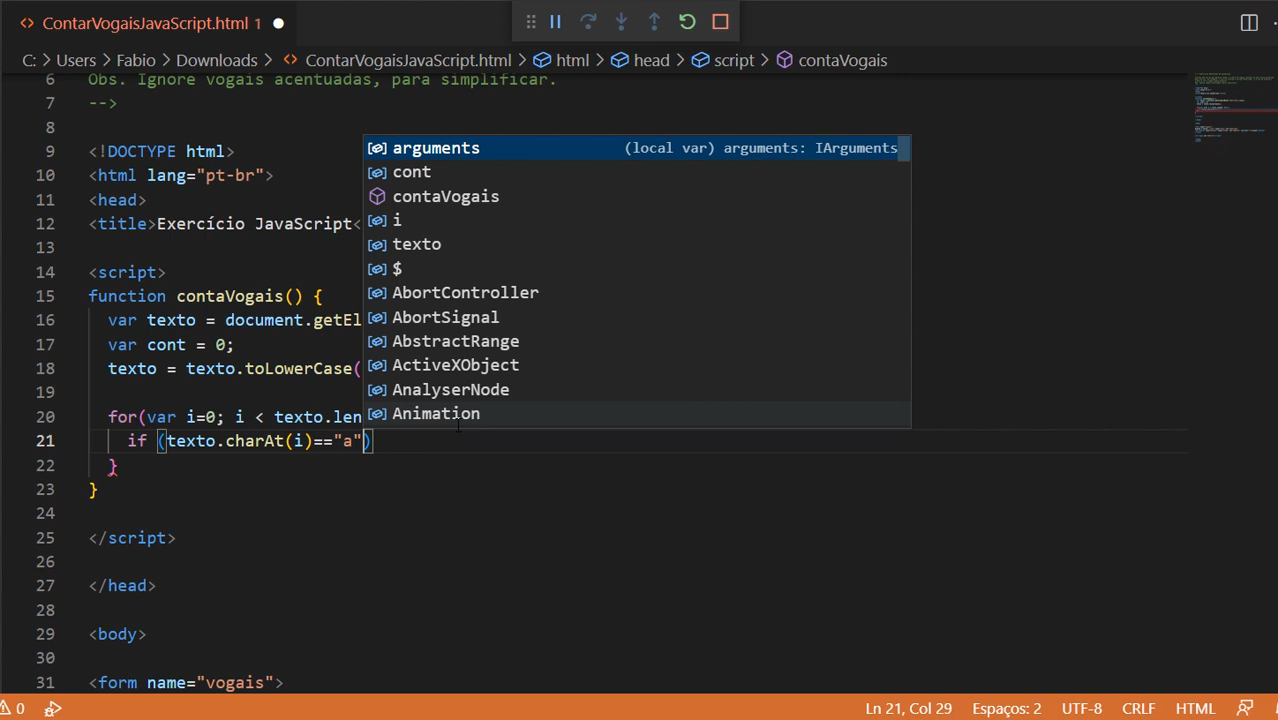 ContarVogaisJavaScript.html 1
C: > Users > Fabio > Downloads > ContarVogaisJavaScript.html > html > head > script > contaVogais
6 Obs. Ignore vogais acentuadas, para simplificar.
7 -->
8
9 <!DOCTYPE html>
10 <html lang="pt-br">
11 <head>
12 <title>Exercício JavaScript<
13
14 <script>
15 function contaVogais() {
16 var texto = document.getEl
17 var cont = 0;
18 texto = texto.toLowerCase(
19
20 for(var i=0; i < texto.len
21 if (texto.charAt(i)=="a")
22 }
23 }
24
25 </script>
26
27 </head>
28
29 <body>
30
31 <form name="vogais">
arguments (local var) arguments: IArguments
cont
contaVogais
i
texto
$
AbortController
AbortSignal
AbstractRange
ActiveXObject
AnalyserNode
Animation
0 Ln 21, Col 29 Espaços: 2 UTF-8 CRLF HTML